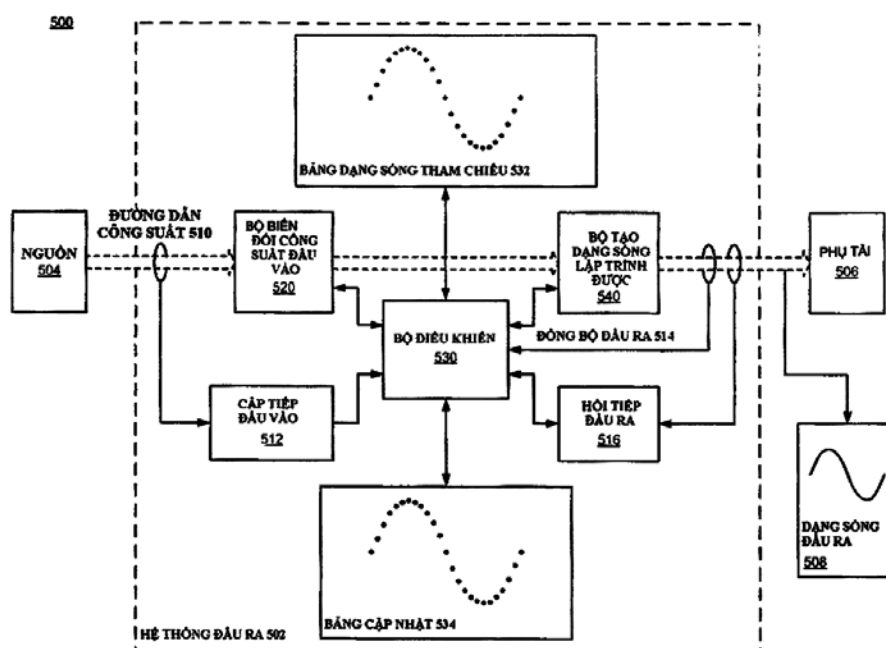 500
BẢNG DẠNG SÓNG THAM CHIẾU 532
ĐƯỜNG DẪN
CÔNG SUẤT 510
NGUỒN
504
BỘ BIẾN
ĐỔI CÔNG
SUẤT ĐẦU
VÀO
520
BỘ TẠO
DẠNG SÓNG
LẬP TRÌNH
ĐƯỢC
540
PHỤ TẢI
506
BỘ ĐIỀU KHIỂN
530
ĐỒNG BỘ ĐẦU RA 514
CẤP TIẾP
ĐẦU VÀO
512
HỒI TIẾP
ĐẦU RA
516
DẠNG SÓNG
ĐẦU RA
508
BẢNG CẬP NHẬT 534
HỆ THỐNG ĐẦU RA 502